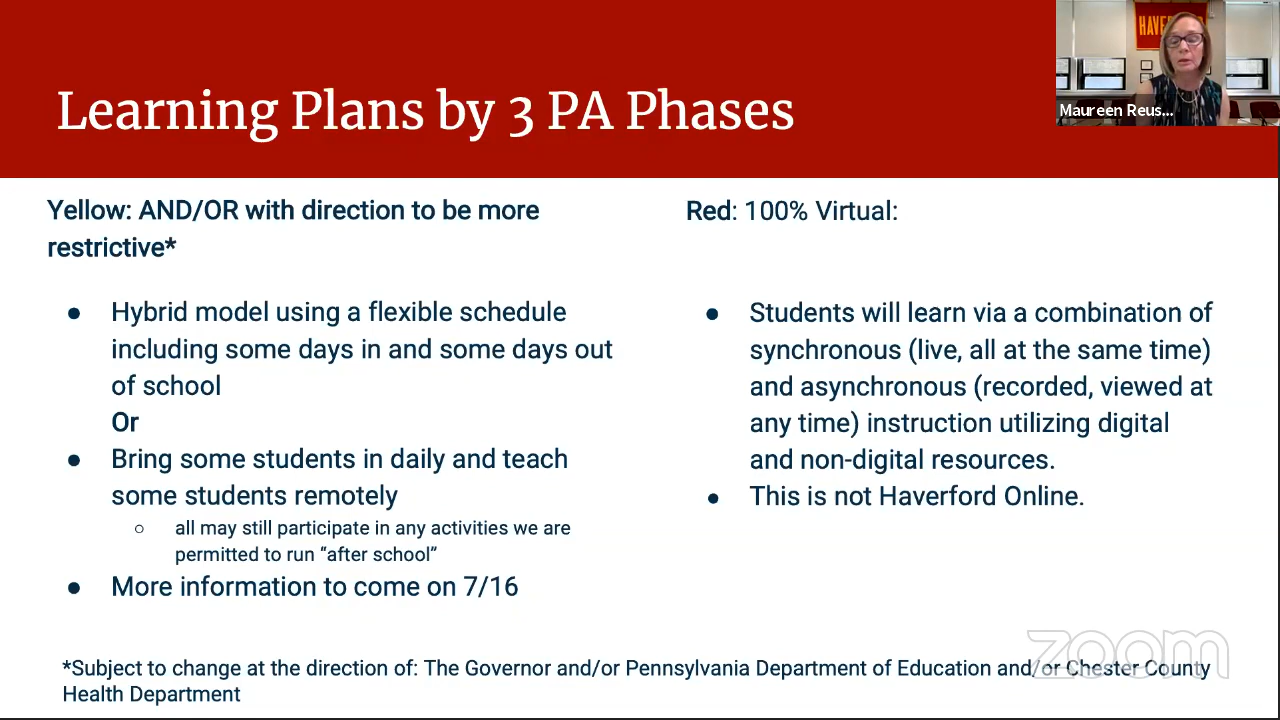 HAVE
Maureen Reus...
Learning Plans by 3 PA Phases
Yellow: AND/OR with direction to be more
restrictive*
● Hybrid model using a flexible schedule
including some days in and some days out
of school
Or
● Bring some students in daily and teach
some students remotely
○ all may still participate in any activities we are
permitted to run “after school”
● More information to come on 7/16
Red: 100% Virtual:
● Students will learn via a combination of
synchronous (live, all at the same time)
and asynchronous (recorded, viewed at
any time) instruction utilizing digital
and non-digital resources.
● This is not Haverford Online.
zoom
*Subject to change at the direction of: The Governor and/or Pennsylvania Department of Education and/or Chester County
Health Department